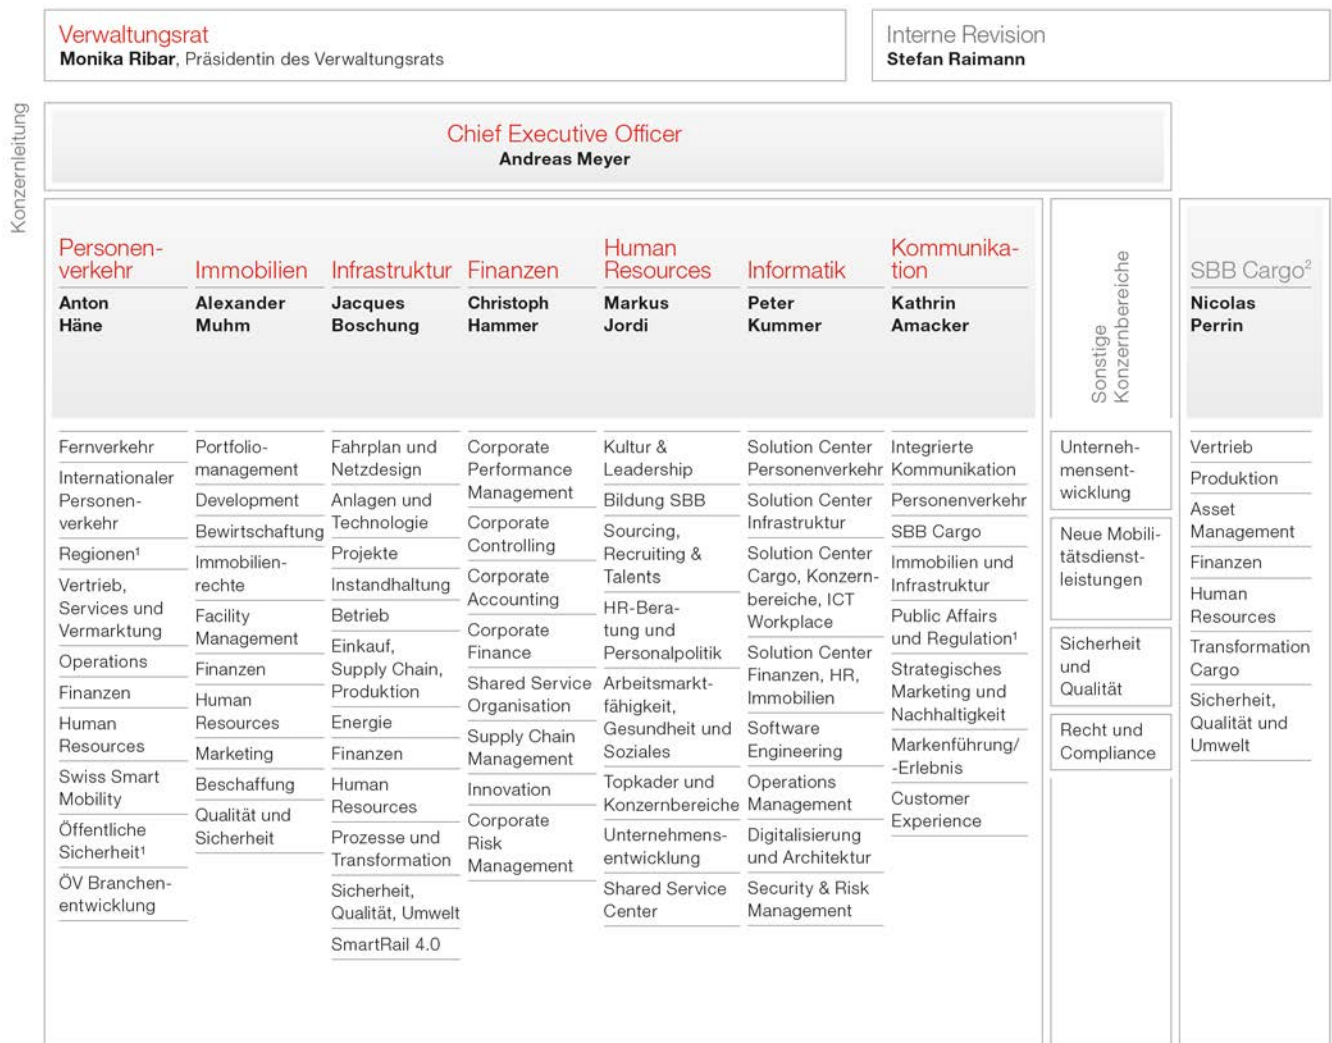 Verwaltungsrat
Monika Ribar, Präsidentin des Verwaltungsrats
Interne Revision
Stefan Raimann
Konzernleitung
Chief Executive Officer
Andreas Meyer
Personen-
verkehr
Anton
Häne
Fernverkehr
Internationaler
Personen-
verkehr
Regionen¹
Vertrieb,
Services und
Vermarktung
Operations
Finanzen
Human
Resources
Swiss Smart
Mobility
Öffentliche
Sicherheit¹
ÖV Branchen-
entwicklung
Immobilien
Alexander
Muhm
Portfolio-
management
Development
Bewirtschaftung
Immobilien-
rechte
Facility
Management
Finanzen
Human
Resources
Marketing
Beschaffung
Qualität und
Sicherheit
Infrastruktur
Jacques
Boschung
Fahrplan und
Netzdesign
Anlagen und
Technologie
Projekte
Instandhaltung
Betrieb
Einkauf,
Supply Chain,
Produktion
Energie
Finanzen
Human
Resources
Prozesse und
Transformation
Sicherheit,
Qualität, Umwelt
SmartRail 4.0
Finanzen
Christoph
Hammer
Corporate
Performance
Management
Corporate
Controlling
Corporate
Accounting
Corporate
Finance
Shared Service
Organisation
Supply Chain
Management
Innovation
Corporate
Risk
Management
Human
Resources
Markus
Jordi
Kultur &
Leadership
Bildung SBB
Sourcing,
Recruiting &
Talents
HR-Bera-
tung und
Personalpolitik
Arbeitsmarkt-
fähigkeit,
Gesundheit und
Soziales
Topkader und
Konzernbereiche
Unternehmens-
entwicklung
Shared Service
Center
Informatik
Peter
Kummer
Solution Center
Personenverkehr
Solution Center
Infrastruktur
Solution Center
Cargo, Konzern-
bereiche, ICT
Workplace
Solution Center
Finanzen, HR,
Immobilien
Software
Engineering
Operations
Management
Digitalisierung
und Architektur
Security & Risk
Management
Kommunika-
tion
Kathrin
Amacker
Integrierte
Kommunikation
Personenverkehr
SBB Cargo
Immobilien und
Infrastruktur
Public Affairs
und Regulation¹
Strategisches
Marketing und
Nachhaltigkeit
Markenführung/
-Erlebnis
Customer
Experience
Sonstige
Konzernbereiche
Unterneh-
mensent-
wicklung
Neue Mobili-
tätsdienst-
leistungen
Sicherheit
und
Qualität
Recht und
Compliance
SBB Cargo²
Nicolas
Perrin
Vertrieb
Produktion
Asset
Management
Finanzen
Human
Resources
Transformation
Cargo
Sicherheit,
Qualität und
Umwelt